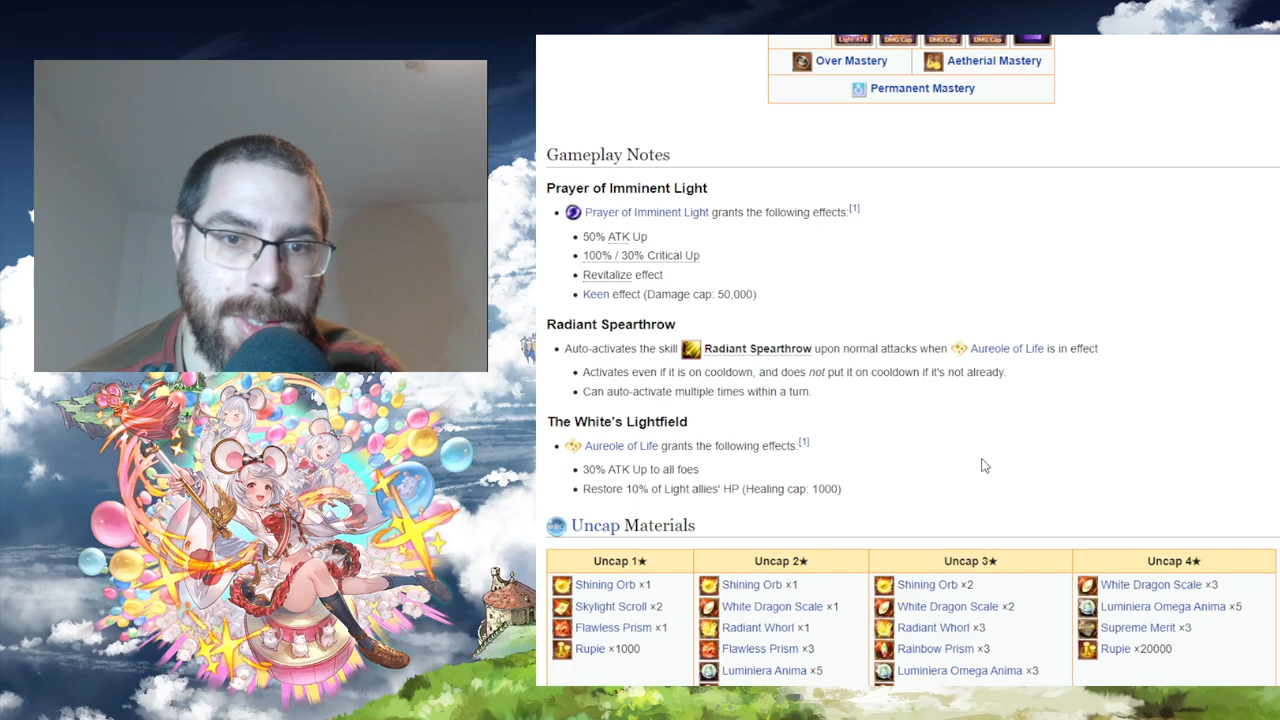 Light ATK DMG Cap DMG Cap DMG Cap
Over Mastery Aetherial Mastery
Permanent Mastery
Gameplay Notes
Prayer of Imminent Light
• Prayer of Imminent Light grants the following effects:[1]
• 50% ATK Up
• 100% / 30% Critical Up
• Revitalize effect
• Keen effect (Damage cap: 50,000)
Radiant Spearthrow
• Auto-activates the skill Radiant Spearthrow upon normal attacks when Aureole of Life is in effect
• Activates even if it is on cooldown, and does not put it on cooldown if it's not already.
• Can auto-activate multiple times within a turn.
The White's Lightfield
• Aureole of Life grants the following effects:[1]
• 30% ATK Up to all foes
• Restore 10% of Light allies' HP (Healing cap: 1000)
Uncap Materials
Uncap 1★ Uncap 2★ Uncap 3★ Uncap 4★
Shining Orb ×1 Shining Orb ×1 Shining Orb ×2 White Dragon Scale ×3
Skylight Scroll ×2 White Dragon Scale ×1 White Dragon Scale ×2 Luminiera Omega Anima ×5
Flawless Prism ×1 Radiant Whorl ×1 Radiant Whorl ×3 Supreme Merit ×3
Rupie ×1000 Flawless Prism ×3 Rainbow Prism ×3 Rupie ×20000
Luminiera Anima ×5 Luminiera Omega Anima ×3